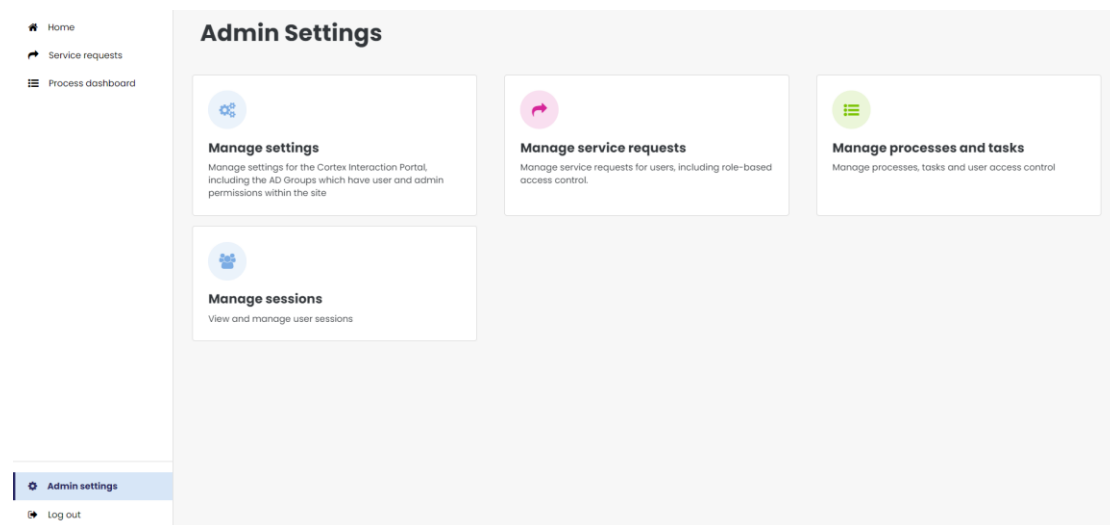 Home
Service requests
Process dashboard
Admin settings
Log out
Admin Settings
Manage settings
Manage settings for the Cortex Interaction Portal,
including the AD Groups which have user and admin
permissions within the site
Manage service requests
Manage service requests for users, including role-based
access control.
Manage processes and tasks
Manage processes, tasks and user access control
Manage sessions
View and manage user sessions